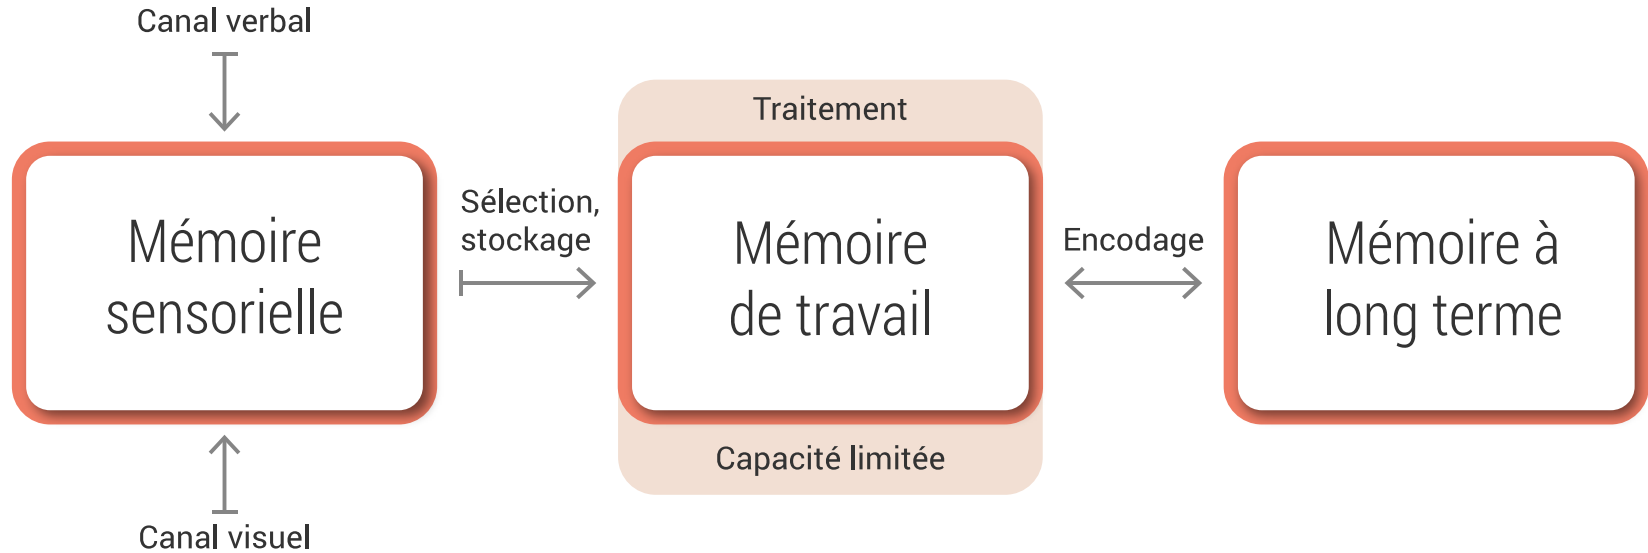 Canal verbal
Mémoire
sensorielle
Canal visuel
Sélection,
stockage
Traitement
Mémoire
de travail
Capacité limitée
Encodage
Mémoire à
long terme